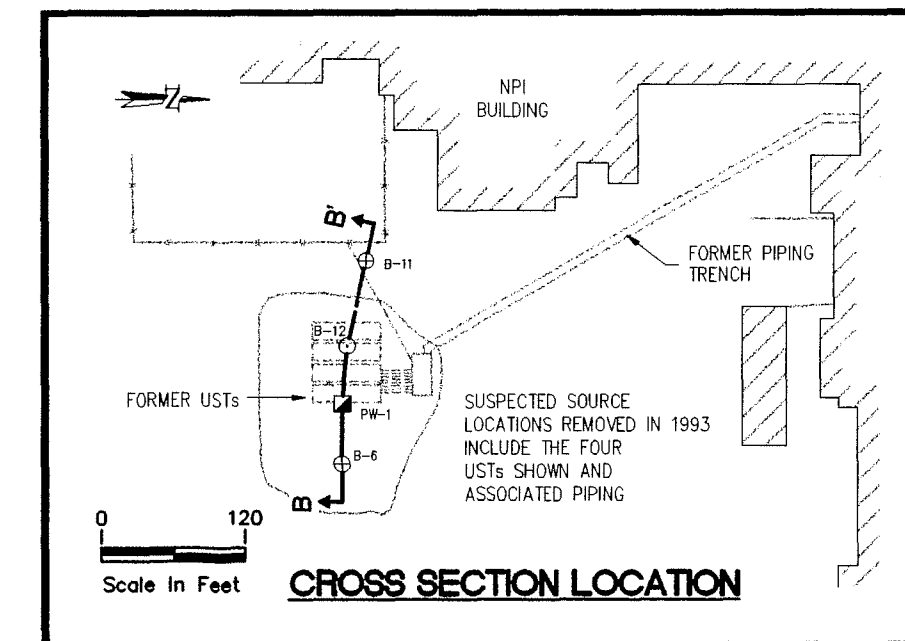 NPI
BUILDING
N
B'
B-11
FORMER PIPING
TRENCH
B-12
FORMER USTs
PW-1
SUSPECTED SOURCE
LOCATIONS REMOVED IN 1993
INCLUDE THE FOUR
USTs SHOWN AND
ASSOCIATED PIPING
B-6
B
0 120
Scale In Feet
CROSS SECTION LOCATION